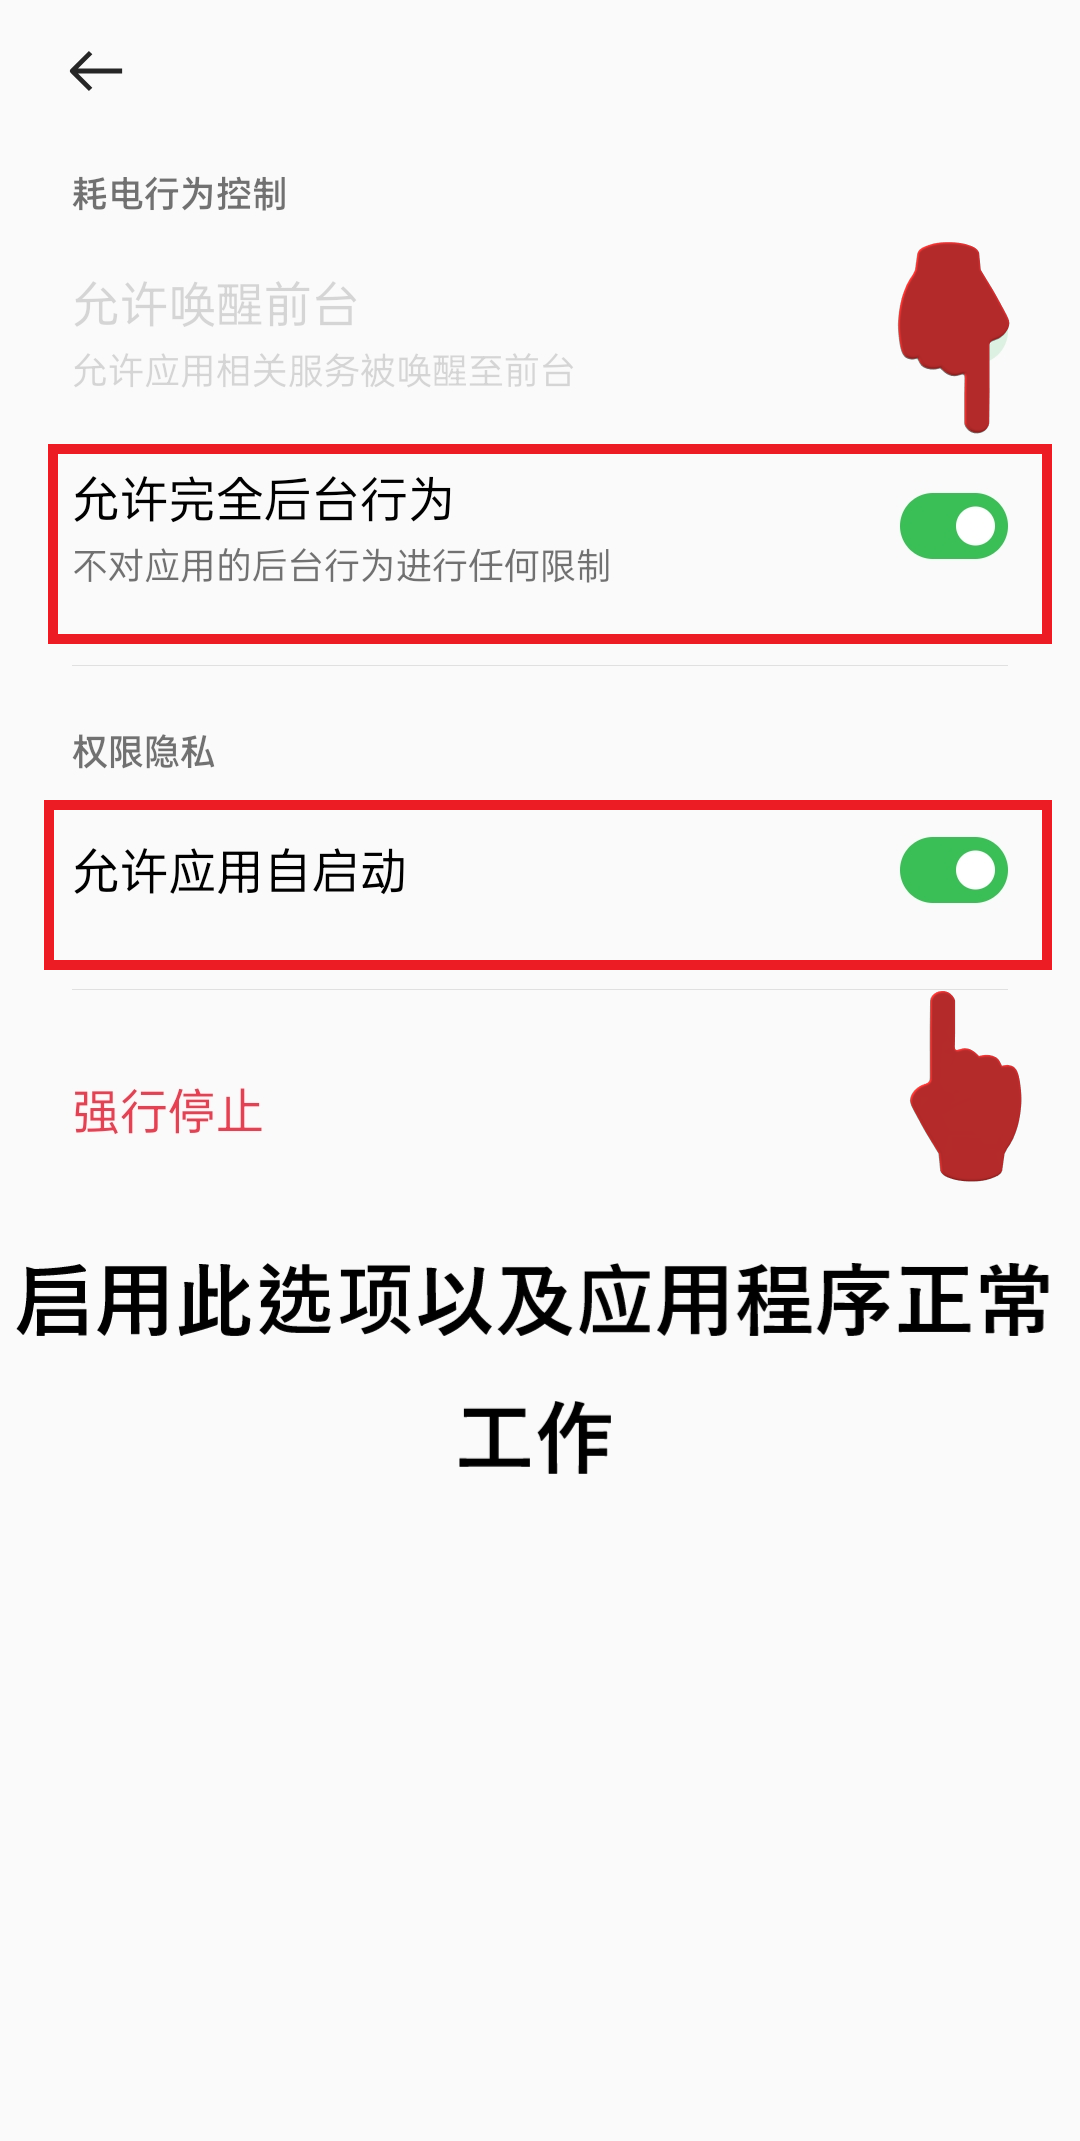 耗电行为控制
允许唤醒前台
允许应用相关服务被唤醒至前台
允许完全后台行为
不对应用的后台行为进行任何限制
权限隐私
允许应用自启动
强行停止
启用此选项以及应用程序正常
工作